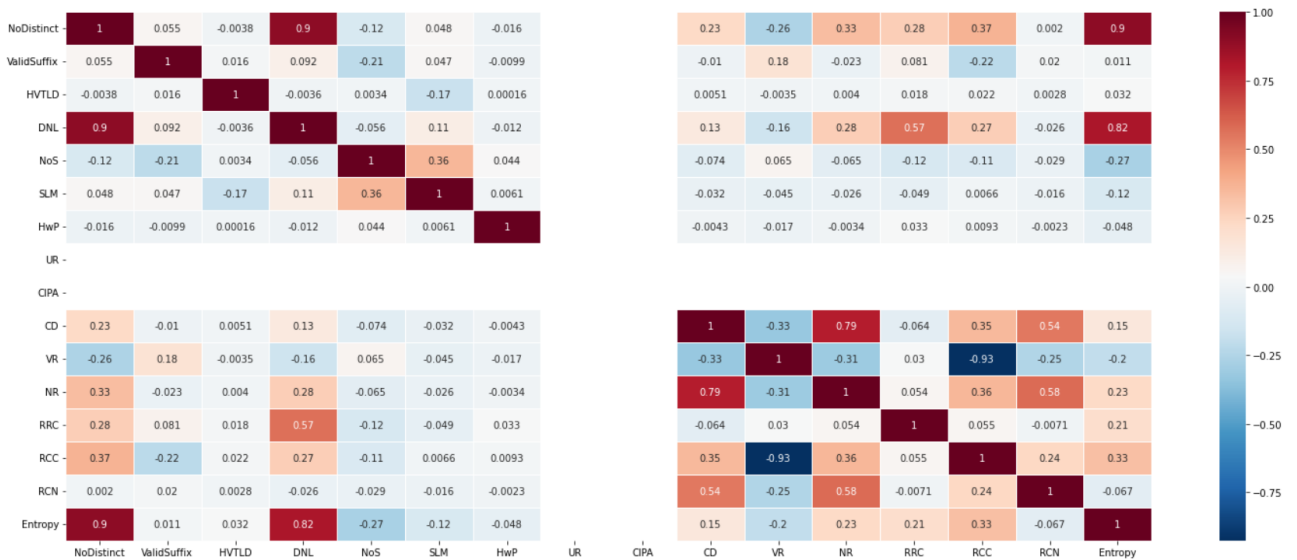 NoDistinct 1 0.055 -0.0038 0.9 -0.12 0.048 -0.016 0.23 -0.26 0.33 0.28 0.37 0.002 0.9 1.00
ValidSuffix 0.055 1 0.016 0.092 -0.21 0.047 -0.0099 -0.01 0.18 -0.023 0.081 -0.22 0.02 0.011
0.75
HVTLD -0.0038 0.016 1 -0.0036 0.0034 -0.17 0.00016 0.0051 -0.0035 0.004 0.018 0.022 0.0028 0.032
DNL 0.9 0.092 -0.0036 1 -0.056 0.11 -0.012 0.13 -0.16 0.28 0.57 0.27 -0.026 0.82
0.50
NoS -0.12 -0.21 0.0034 -0.056 1 0.36 0.044 -0.074 0.065 -0.065 -0.12 -0.11 -0.029 -0.27
SLM 0.048 0.047 -0.17 0.11 0.36 1 0.0061 -0.032 -0.045 -0.026 -0.049 0.0066 -0.016 -0.12
0.25
HwP -0.016 -0.0099 0.00016 -0.012 0.044 0.0061 1 -0.0043 -0.017 -0.0034 0.033 0.0093 -0.0023 -0.048
UR
0.00
CIPA
CD 0.23 -0.01 0.0051 0.13 -0.074 -0.032 -0.0043 1 -0.33 0.79 -0.064 0.35 0.54 0.15
VR -0.26 0.18 -0.0035 -0.16 0.065 -0.045 -0.017 -0.33 1 -0.31 0.03 -0.93 -0.25 -0.2
-0.25
NR 0.33 -0.023 0.004 0.28 -0.065 -0.026 -0.0034 0.79 -0.31 1 0.054 0.36 0.58 0.23
RRC 0.28 0.081 0.018 0.57 -0.12 -0.049 0.033 -0.064 0.03 0.054 1 0.055 -0.0071 0.21
-0.50
RCC 0.37 -0.22 0.022 0.27 -0.11 0.0066 0.0093 0.35 -0.93 0.36 0.055 1 0.24 0.33
RCN 0.002 0.02 0.0028 -0.026 -0.029 -0.016 -0.0023 0.54 -0.25 0.58 -0.0071 0.24 1 -0.067
-0.75
Entropy 0.9 0.011 0.032 0.82 -0.27 -0.12 -0.048 0.15 -0.2 0.23 0.21 0.33 -0.067 1
NoDistinct ValidSuffix HVTLD DNL NoS SLM HwP UR CIPA CD VR NR RRC RCC RCN Entropy